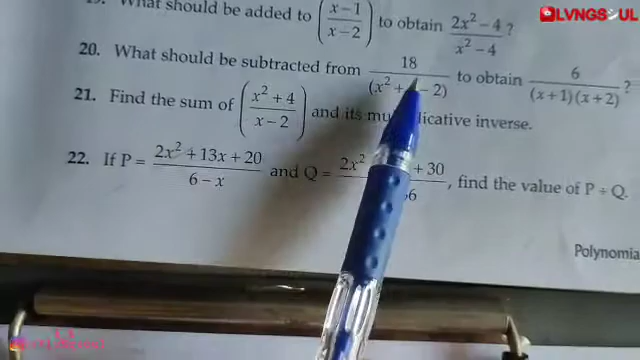 What should be added to (x−1 / x−2) to obtain 2x²−4 / x²−4 ?
20. What should be subtracted from 18 / (x² + −2) to obtain 6 / (x+1)(x+2) ?
21. Find the sum of (x²+4 / x−2) and its mu licative inverse.
22. If P = 2x²+13x+20 / 6−x and Q = 2x² +30 / 6 , find the value of P ÷ Q.
Polynomia
LVNGSOUL